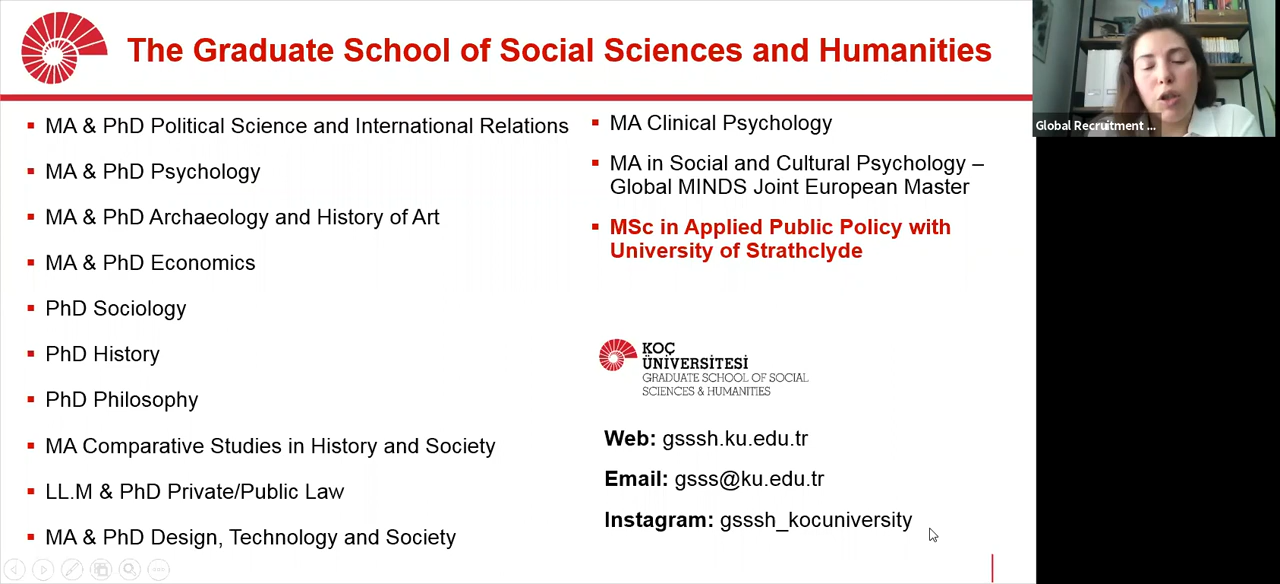 The Graduate School of Social Sciences and Humanities
MA & PhD Political Science and International Relations
MA & PhD Psychology
MA & PhD Archaeology and History of Art
MA & PhD Economics
PhD Sociology
PhD History
PhD Philosophy
MA Comparative Studies in History and Society
LL.M & PhD Private/Public Law
MA & PhD Design, Technology and Society
MA Clinical Psychology
MA in Social and Cultural Psychology –
Global MINDS Joint European Master
MSc in Applied Public Policy with
University of Strathclyde
KOÇ
ÜNİVERSİTESİ
GRADUATE SCHOOL OF SOCIAL
SCIENCES & HUMANITIES
Web: gsssh.ku.edu.tr
Email: gsss@ku.edu.tr
Instagram: gsssh_kocuniversity
Global Recruitment ...